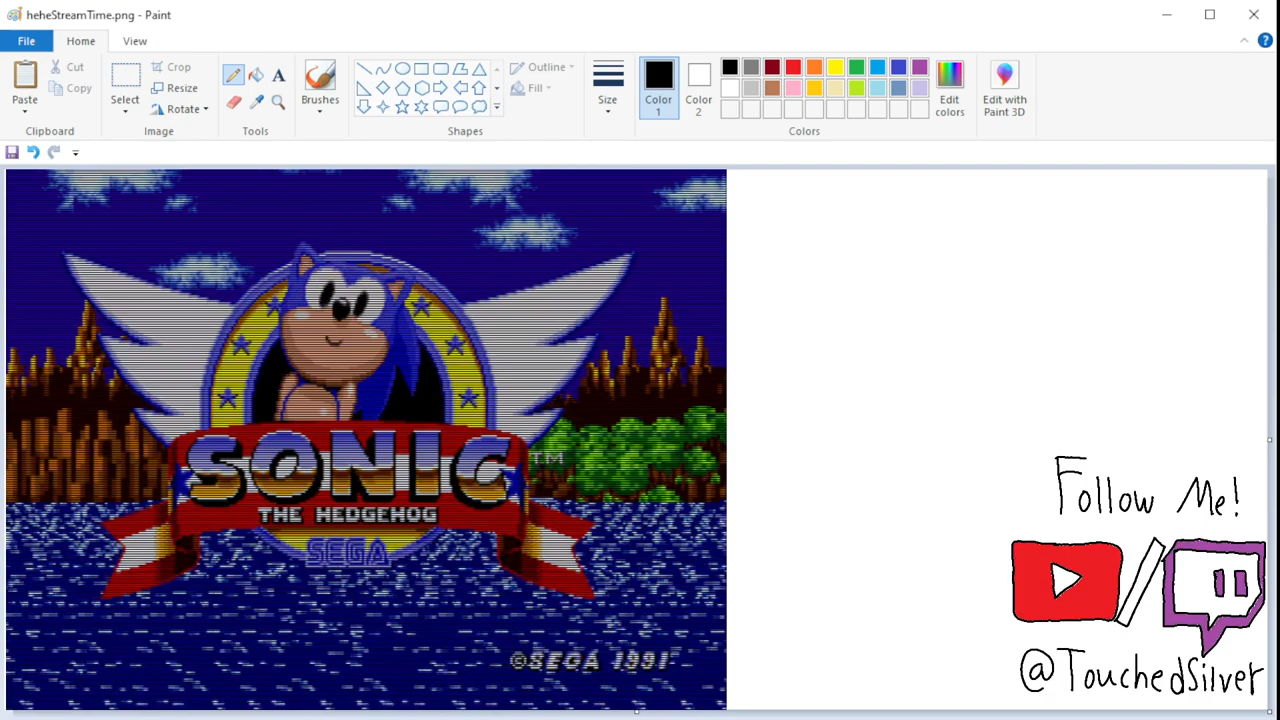 heheStreamTime.png - Paint
File Home View
Paste
Cut
Copy
Clipboard
Select
Crop
Resize
Rotate
Image
A
Tools
Brushes
Outline
Fill
Shapes
Size
Color 1
Color 2
Edit colors
Colors
Edit with Paint 3D
SONIC TM
THE HEDGEHOG
SEGA
©SEGA 1991
Follow Me!
@ToucheoSilver